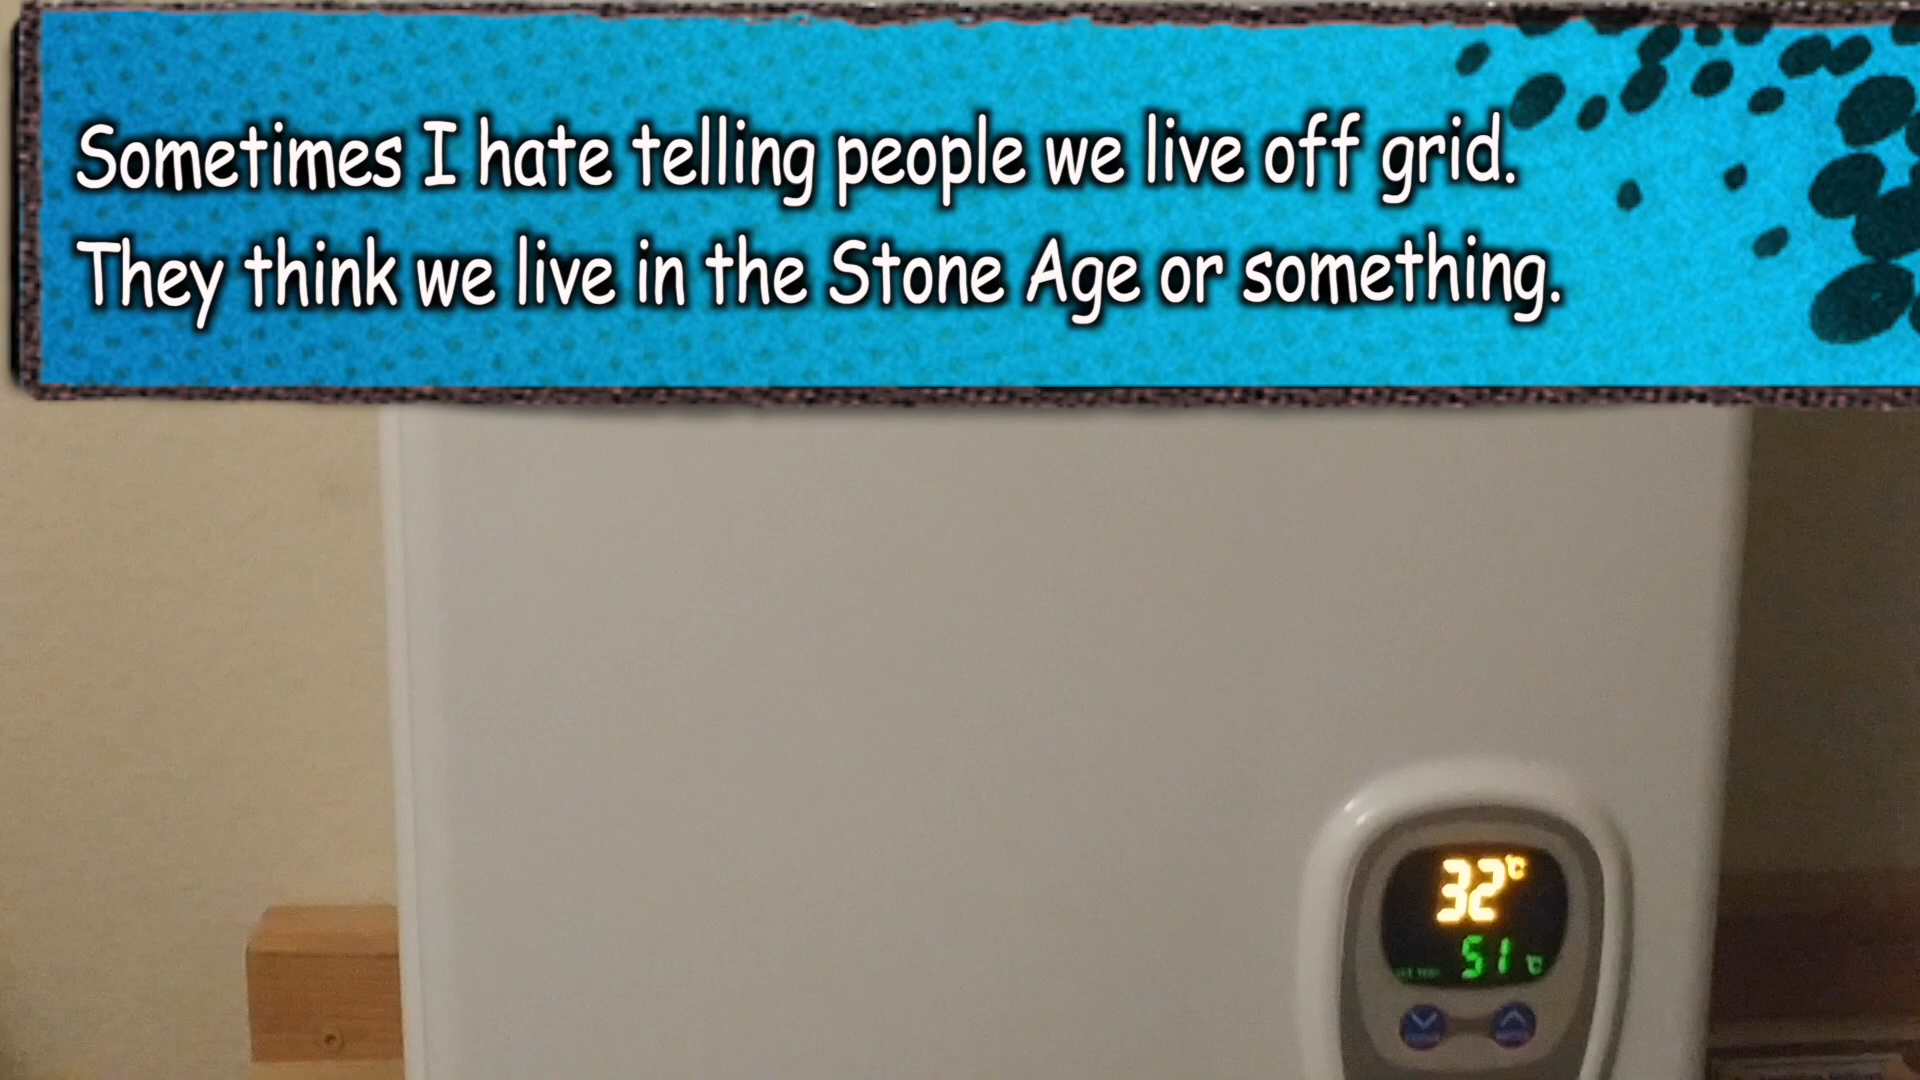 Sometimes I hate telling people we live off grid.
They think we live in the Stone Age or something.
32°C
51°C